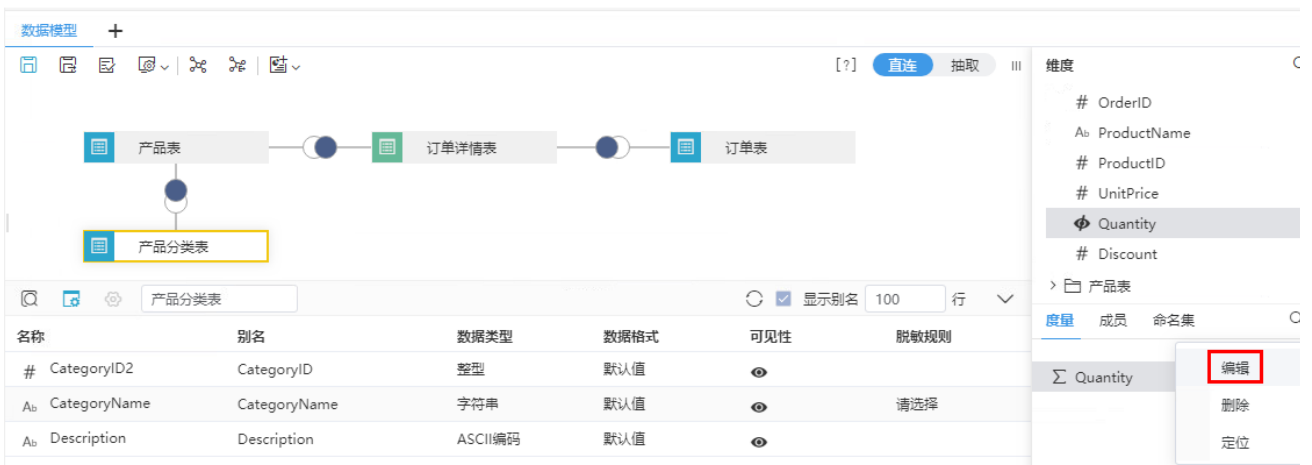 数据模型 +
[?] 直连 抽取
产品表 订单详情表 订单表
产品分类表
产品分类表 显示别名 100 行
名称 别名 数据类型 数据格式 可见性 脱敏规则
# CategoryID2 CategoryID 整型 默认值
Ab CategoryName CategoryName 字符串 默认值 请选择
Ab Description Description ASCII编码 默认值
维度
# OrderID
Ab ProductName
# ProductID
# UnitPrice
Quantity
# Discount
产品表
度量 成员 命名集
Σ Quantity
编辑
删除
定位